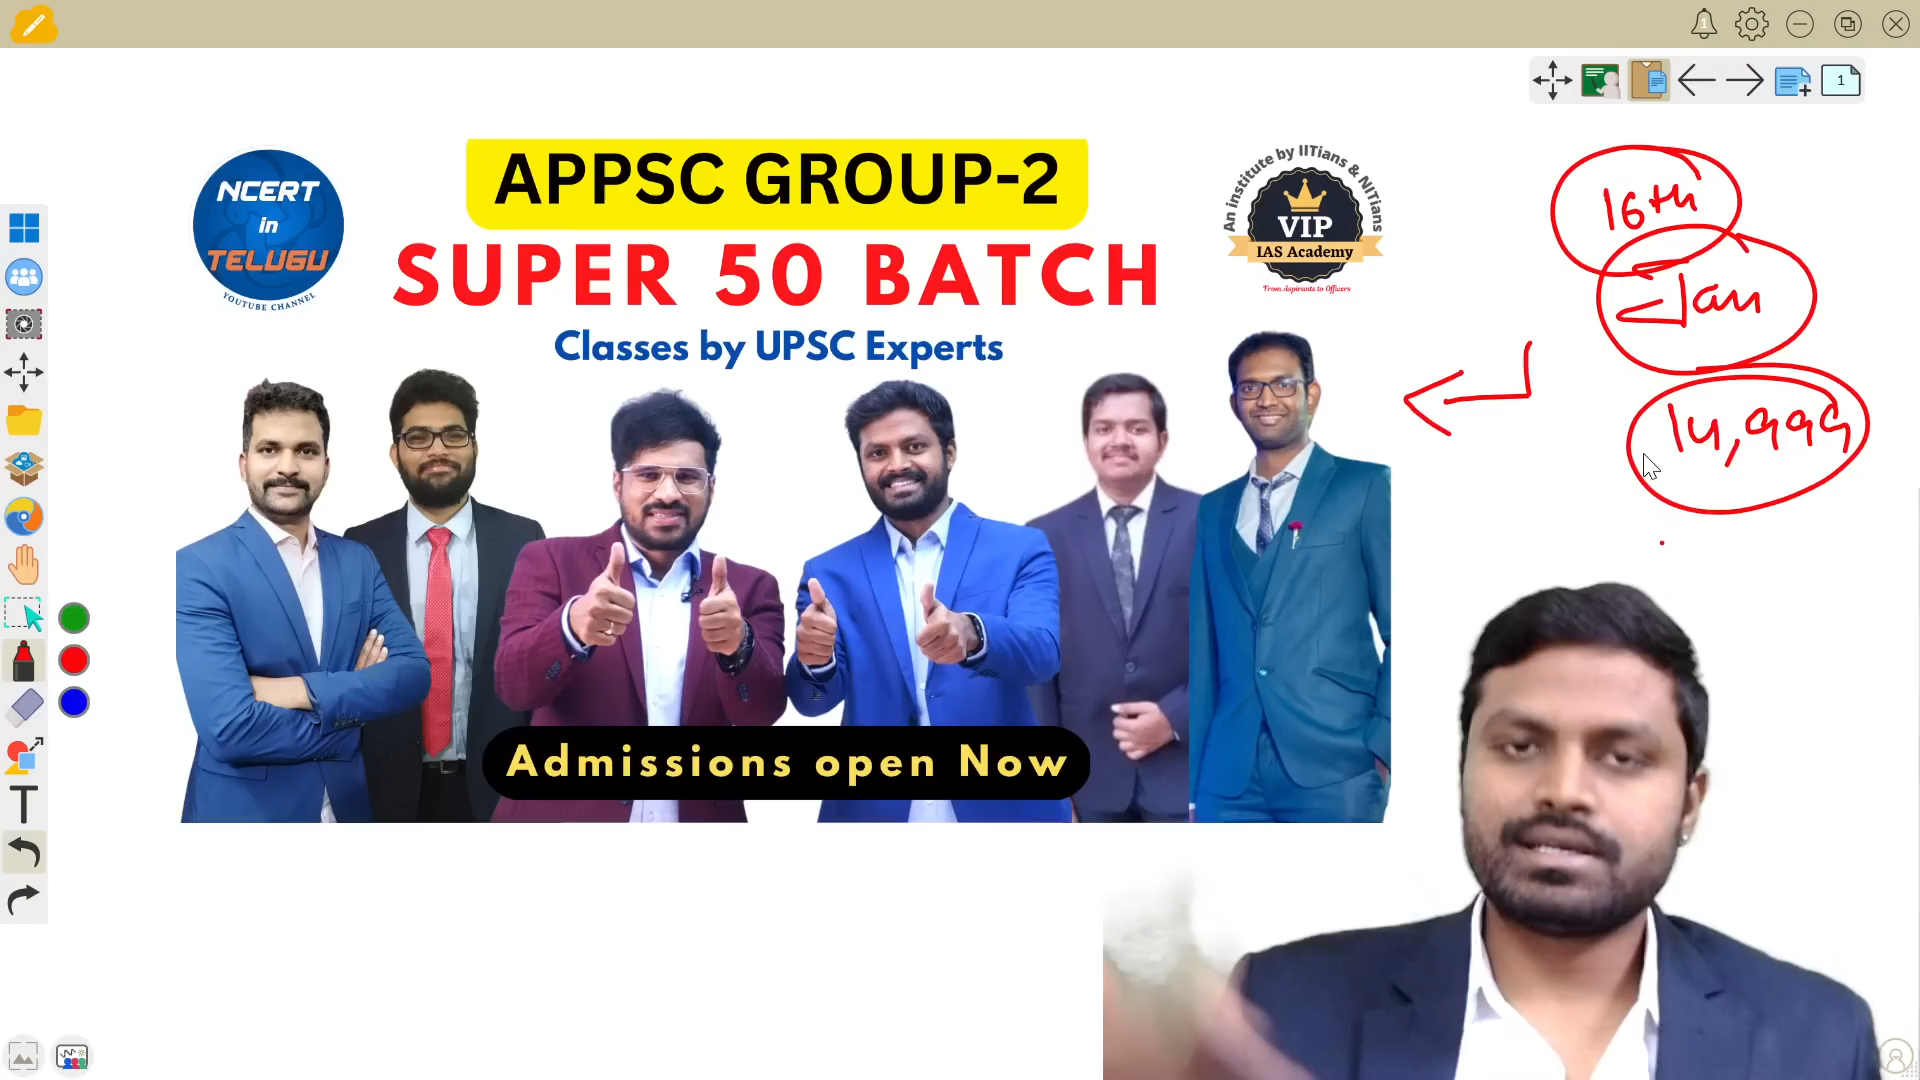 1
1
NCERT
in
TELUGU
YOUTUBE CHANNEL
APPSC GROUP-2
SUPER 50 BATCH
Classes by UPSC Experts
An institute by IITians & NITians
VIP
IAS Academy
From Aspirants to Officers
16th
Jan
14,999
Admissions open Now
T